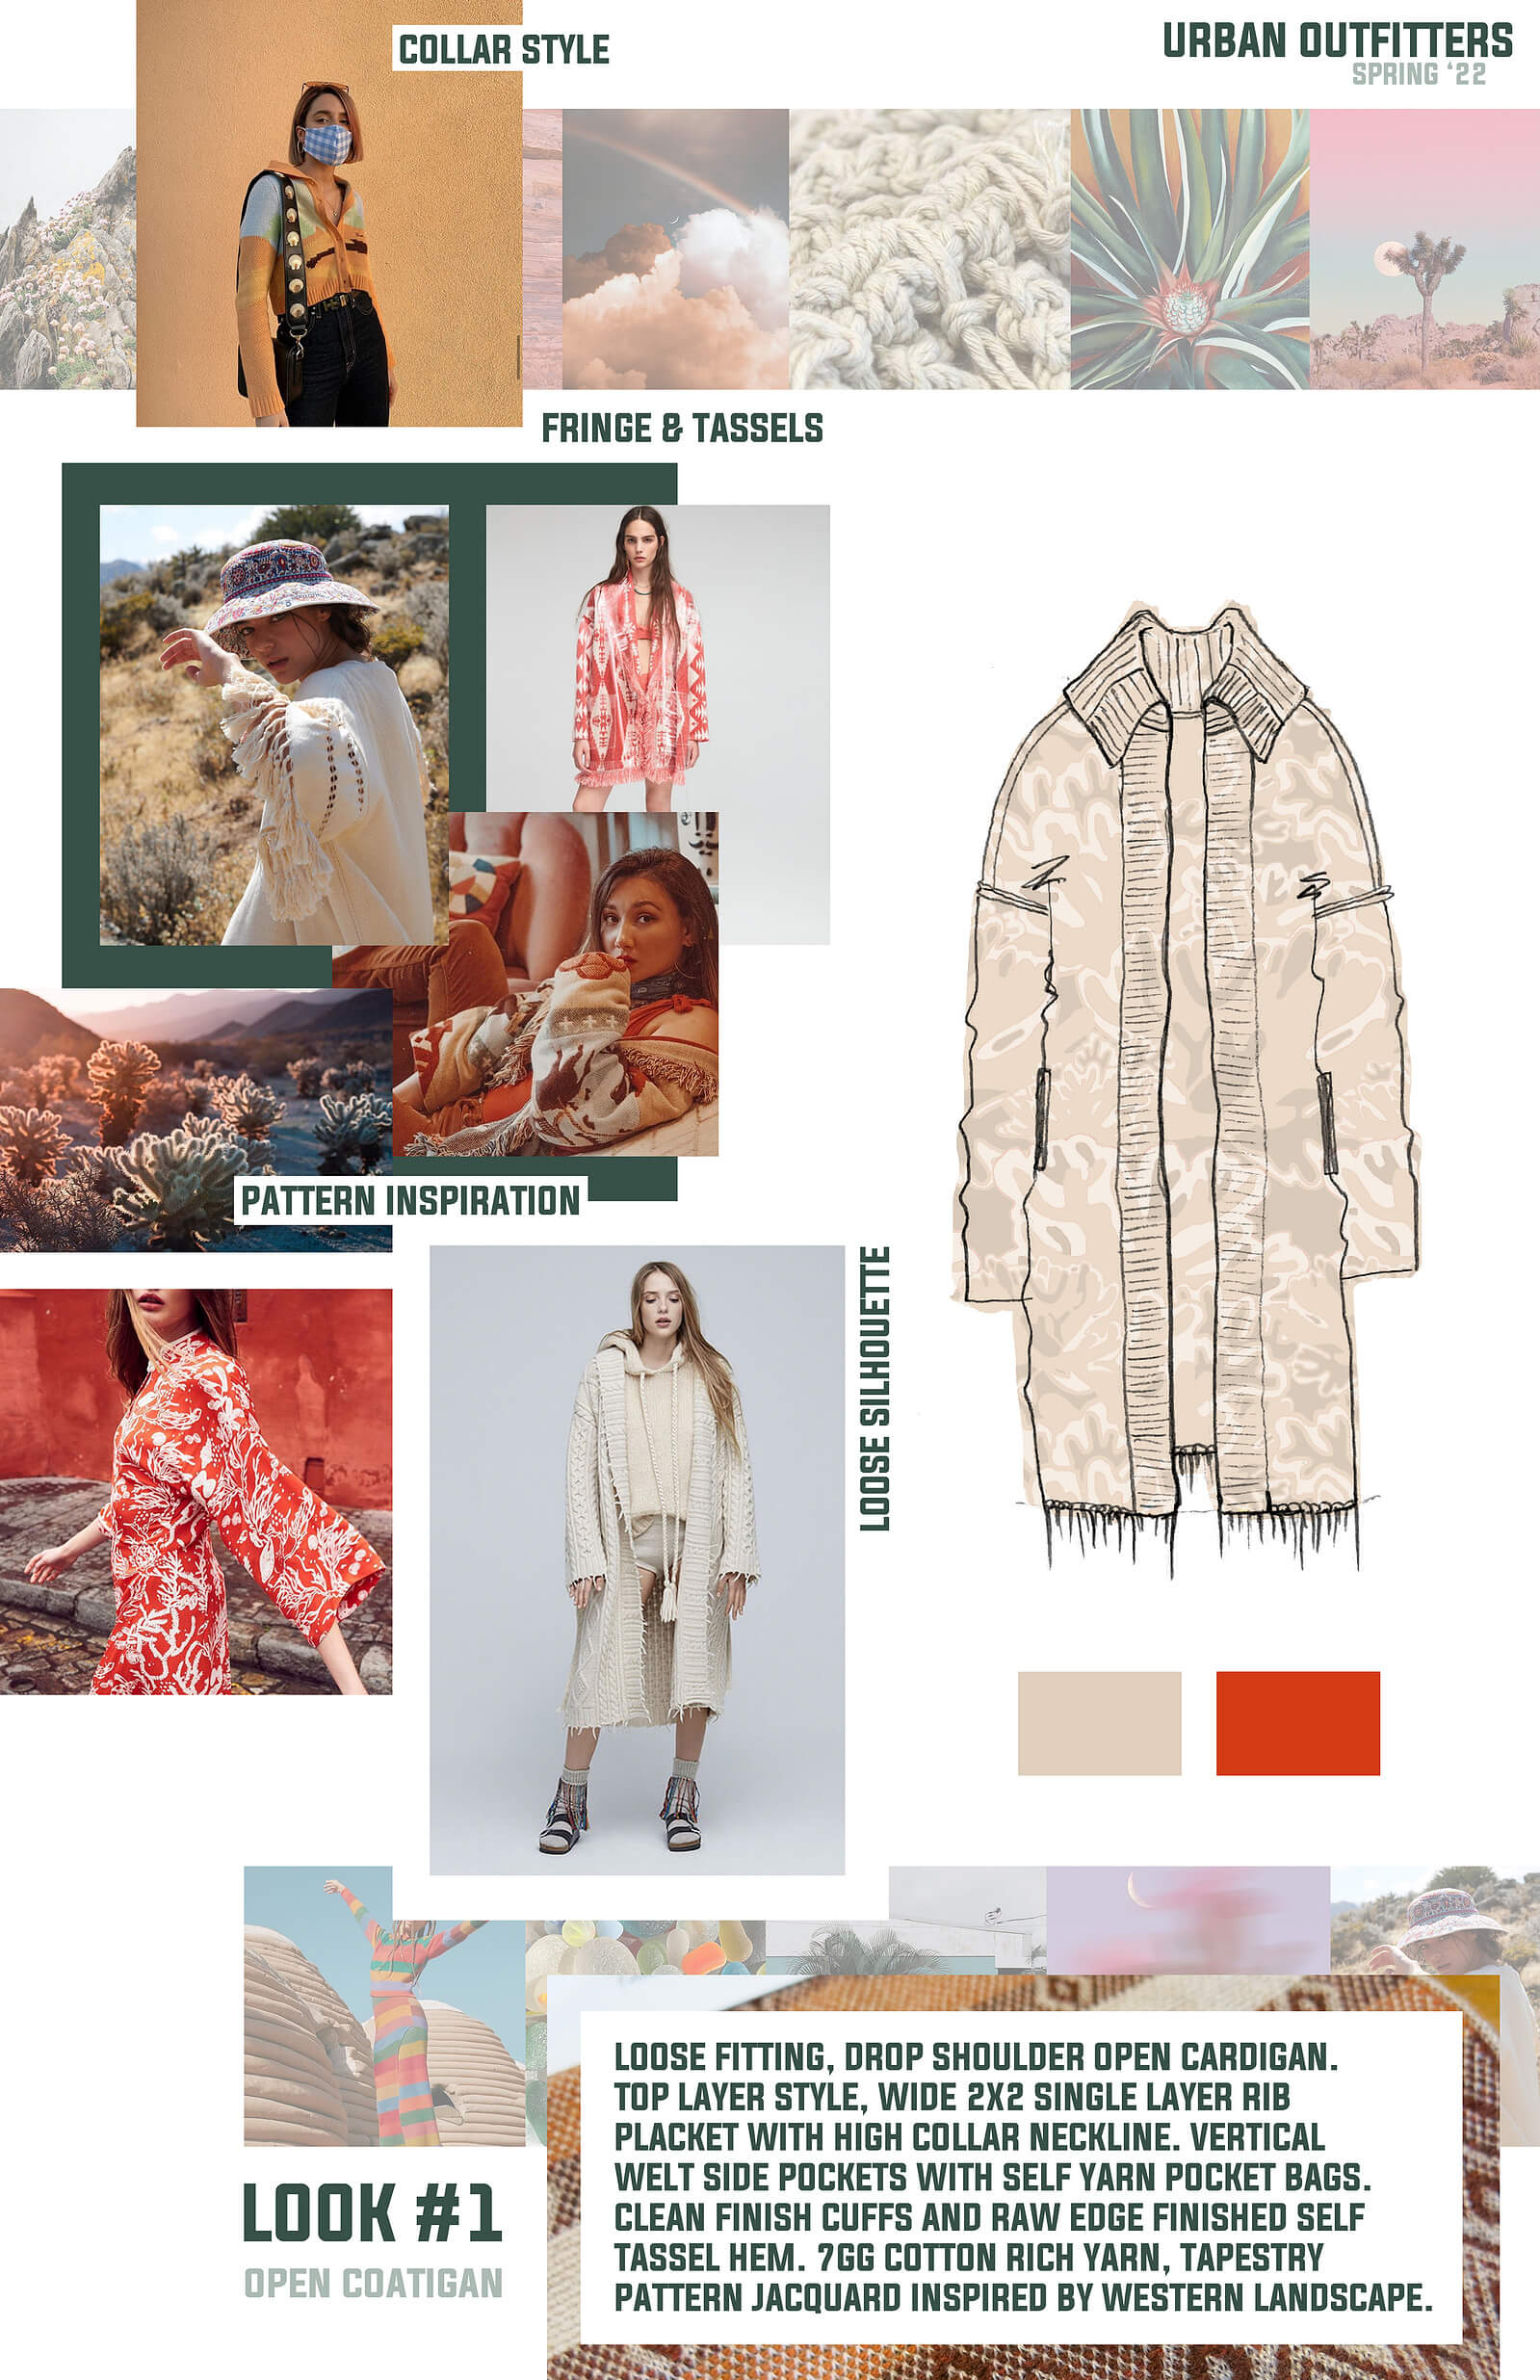 COLLAR STYLE
URBAN OUTFITTERS
SPRING ‘22
FRINGE & TASSELS
PATTERN INSPIRATION
LOOSE SILHOUETTE
LOOSE FITTING, DROP SHOULDER OPEN CARDIGAN.
TOP LAYER STYLE, WIDE 2X2 SINGLE LAYER RIB
PLACKET WITH HIGH COLLAR NECKLINE. VERTICAL
WELT SIDE POCKETS WITH SELF YARN POCKET BAGS.
CLEAN FINISH CUFFS AND RAW EDGE FINISHED SELF
TASSEL HEM. 7GG COTTON RICH YARN, TAPESTRY
PATTERN JACQUARD INSPIRED BY WESTERN LANDSCAPE.
LOOK #1
OPEN COATIGAN